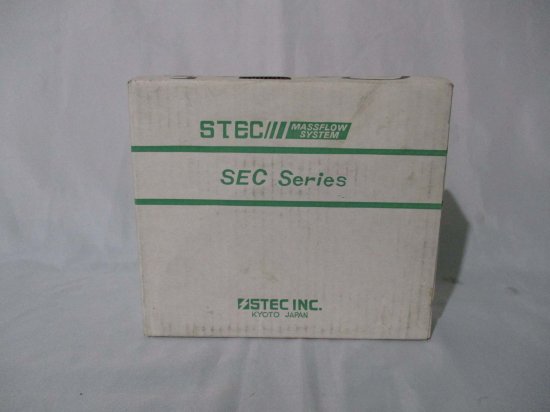 STEC MASSFLOW
SYSTEM
SEC Series
STEC INC.
KYOTO JAPAN